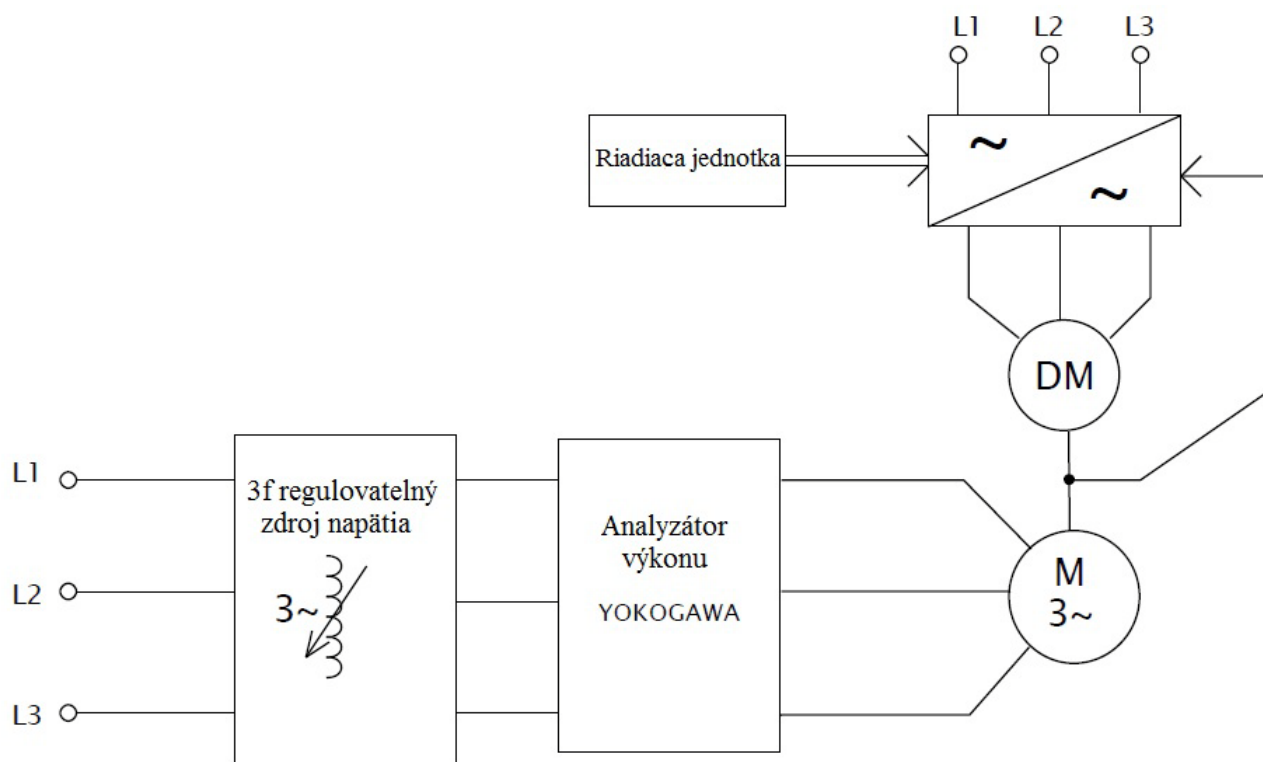 L1 L2 L3
Riadiaca jednotka
~
~
DM
L1
L2
L3
3f regulovatelný
zdroj napätia
3~
Analyzátor
výkonu
YOKOGAWA
M
3~